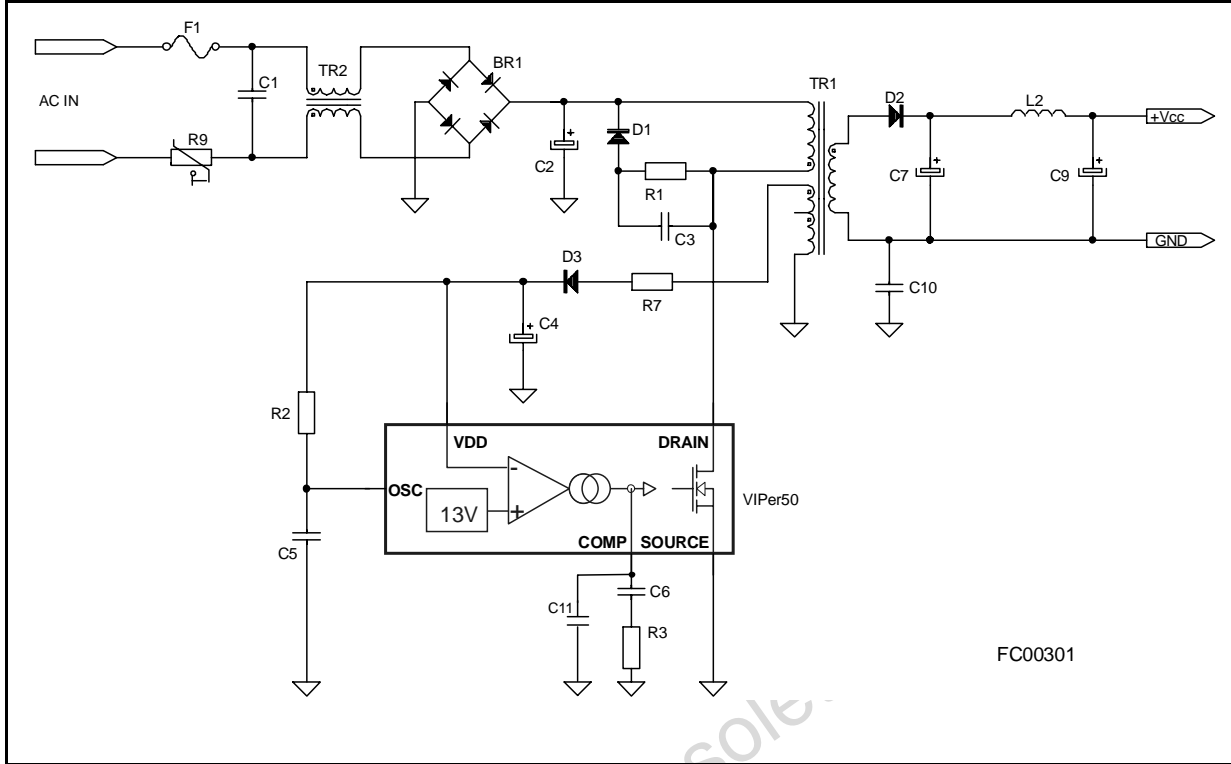 F1
BR1
TR2
TR1
C1
D2
AC IN
L2
+Vcc
D1
R9
C2
C7
C9
R1
C3
GND
D3
C10
R7
C4
R2
VDD
DRAIN
-
OSC
13V
+
VIPer50
COMP
SOURCE
C5
C6
C11
R3
FC00301